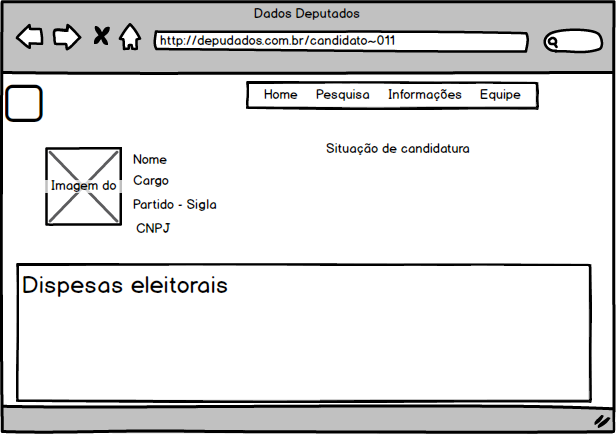 Dados Deputados
http://depudados.com.br/candidato~011
Home Pesquisa Informações Equipe
Situação de candidatura
Nome
Imagem do
Cargo
Partido - Sigla
CNPJ
Dispesas eleitorais